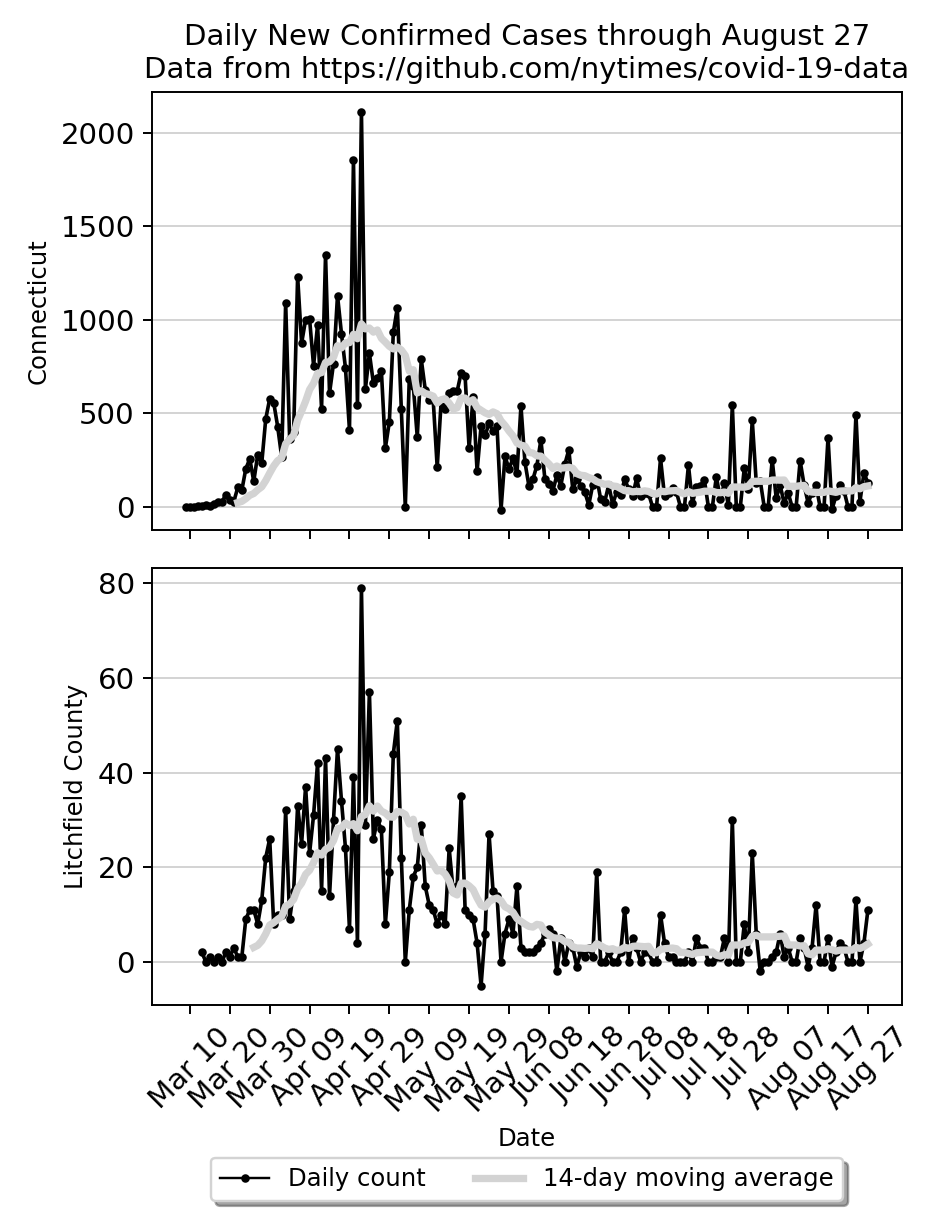 Daily New Confirmed Cases through August 27
Data from https://github.com/nytimes/covid-19-data
Connecticut
2000
1500
1000
500
0
Litchfield County
80
60
40
20
0
Mar 10
Mar 20
Mar 30
Apr 09
Apr 19
Apr 29
May 09
May 19
May 29
Jun 08
Jun 18
Jun 28
Jul 08
Jul 18
Jul 28
Aug 07
Aug 17
Aug 27
Date
Daily count
14-day moving average